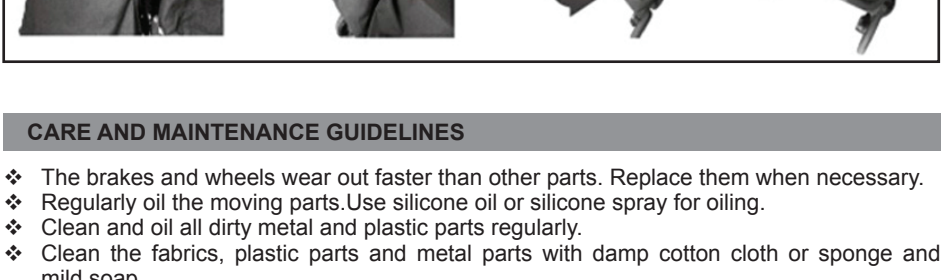 CARE AND MAINTENANCE GUIDELINES
❖ The brakes and wheels wear out faster than other parts. Replace them when necessary.
❖ Regularly oil the moving parts.Use silicone oil or silicone spray for oiling.
❖ Clean and oil all dirty metal and plastic parts regularly.
❖ Clean the fabrics, plastic parts and metal parts with damp cotton cloth or sponge and
mild soap